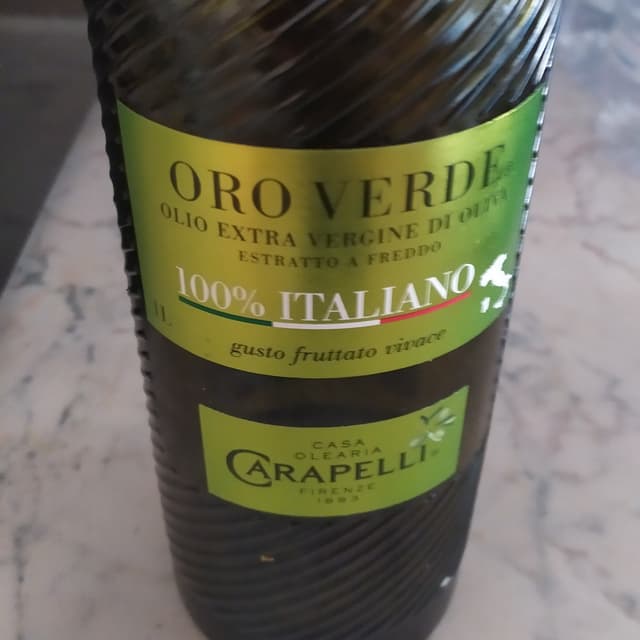 ORO VERDE
OLIO EXTRA VERGINE DI OLIVA
ESTRATTO A FREDDO
100% ITALIANO
1L
gusto fruttato vivace
CASA
OLEARIA
CARAPELLI
FIRENZE
1893